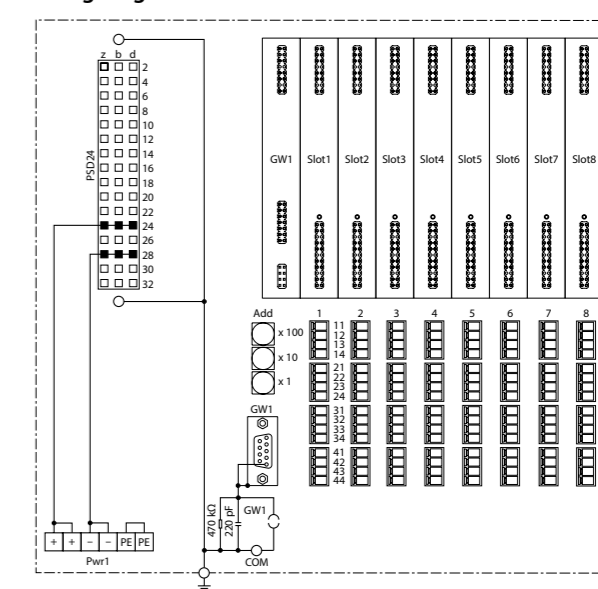 z b d
2
4
6
8
10
12
14
16
18
20
22
24
26
28
30
32
PSD24
GW1 Slot1 Slot2 Slot3 Slot4 Slot5 Slot6 Slot7 Slot8
Add
x 100
x 10
x 1
1 2 3 4 5 6 7 8
11
12
13
14
21
22
23
24
31
32
33
34
41
42
43
44
GW1
470 kΩ
220 pF
GW1
COM
+ + – – PE PE
Pwr1